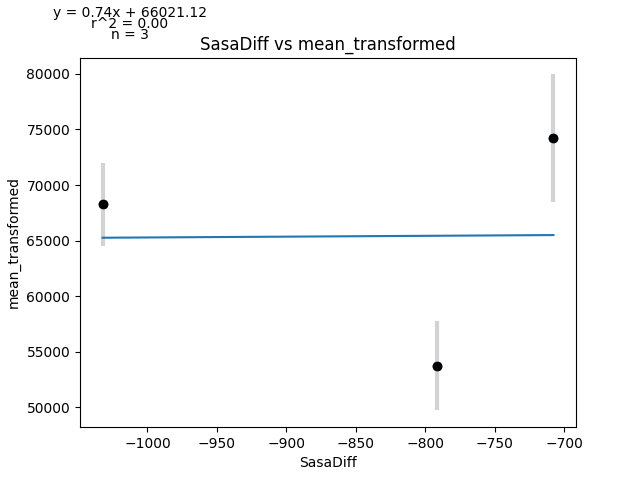 y = 0.74x + 66021.12
r^2 = 0.00
n = 3
SasaDiff vs mean_transformed
80000
75000
70000
65000
60000
55000
50000
mean_transformed
−1000
−950
−900
−850
−800
−750
−700
SasaDiff